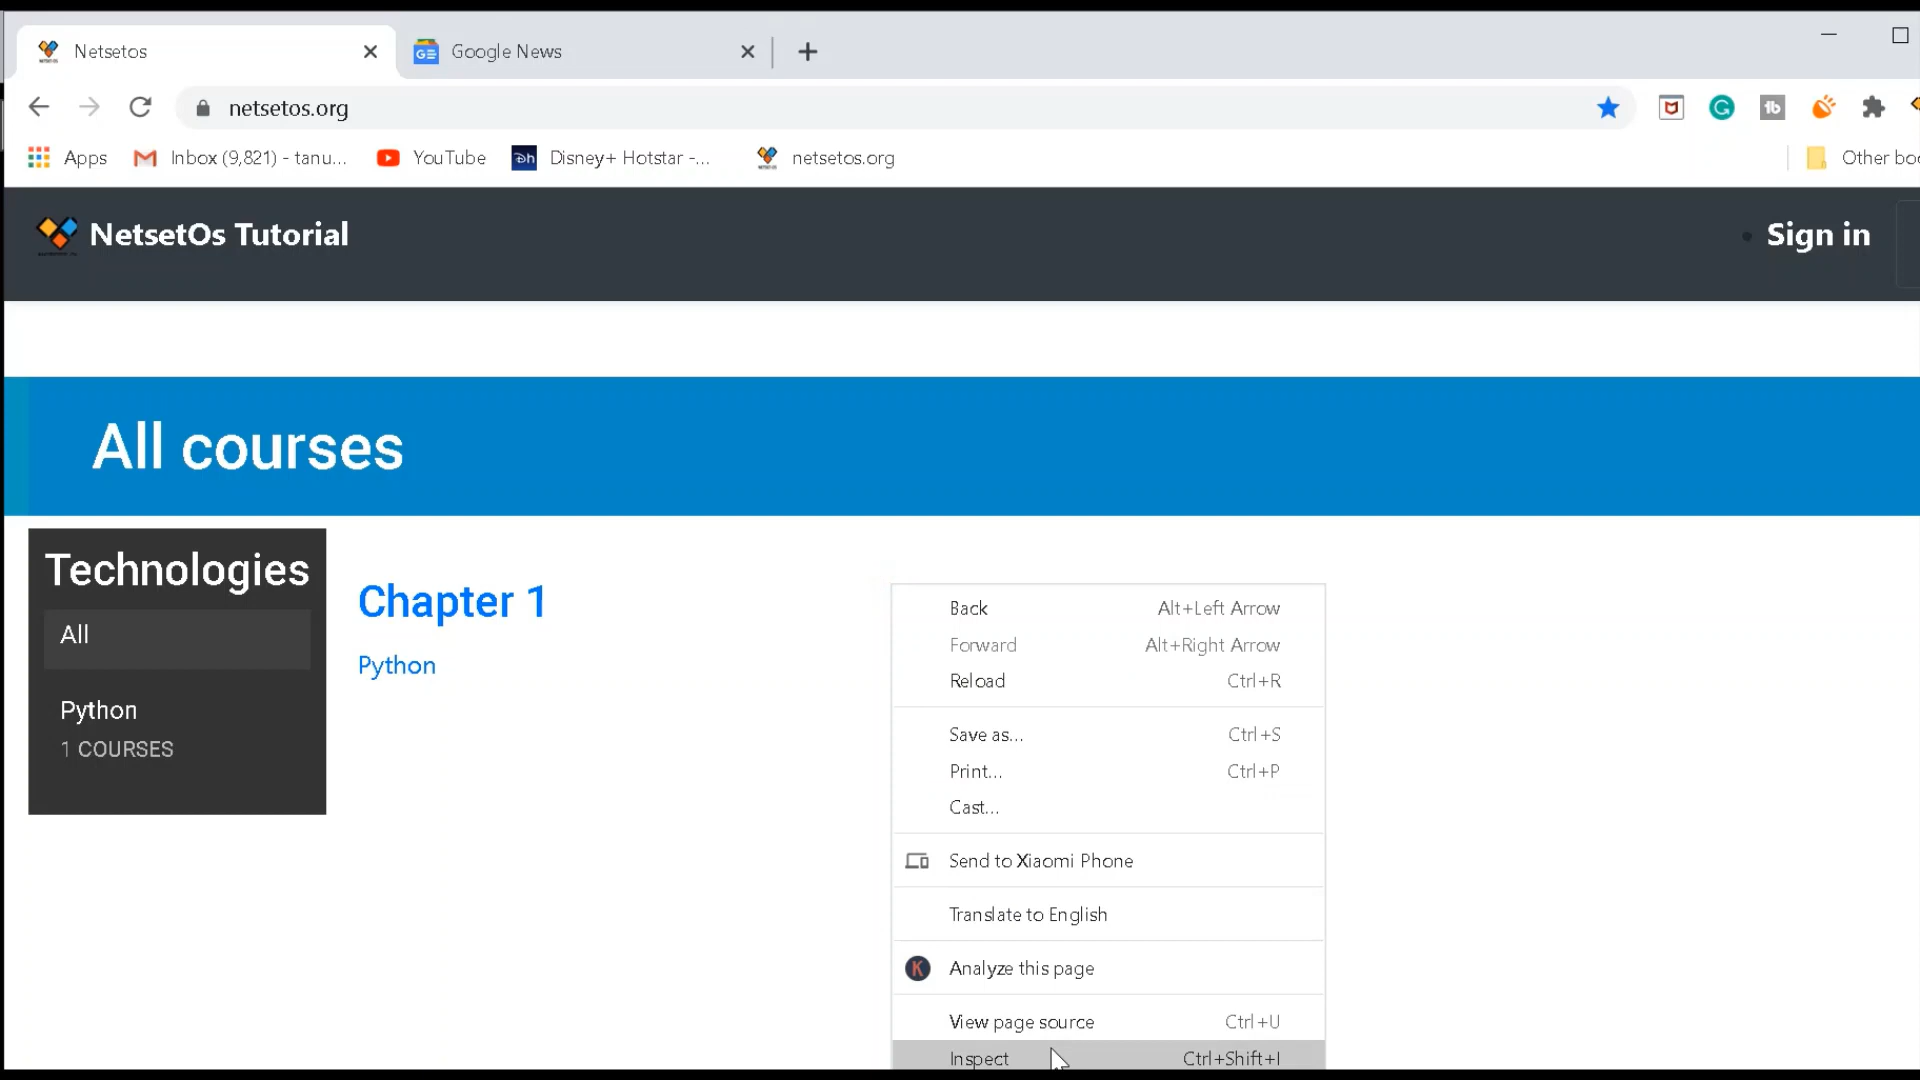 Netsetos
Google News
netsetos.org
Apps
Inbox (9,821) - tanu...
YouTube
Disney+ Hotstar -...
netsetos.org
Other boo
NetsetOs Tutorial
Sign in
All courses
Technologies
All
Python
1 COURSES
Chapter 1
Python
Back Alt+Left Arrow
Forward Alt+Right Arrow
Reload Ctrl+R
Save as... Ctrl+S
Print... Ctrl+P
Cast...
Send to Xiaomi Phone
Translate to English
Analyze this page
View page source Ctrl+U
Inspect Ctrl+Shift+I